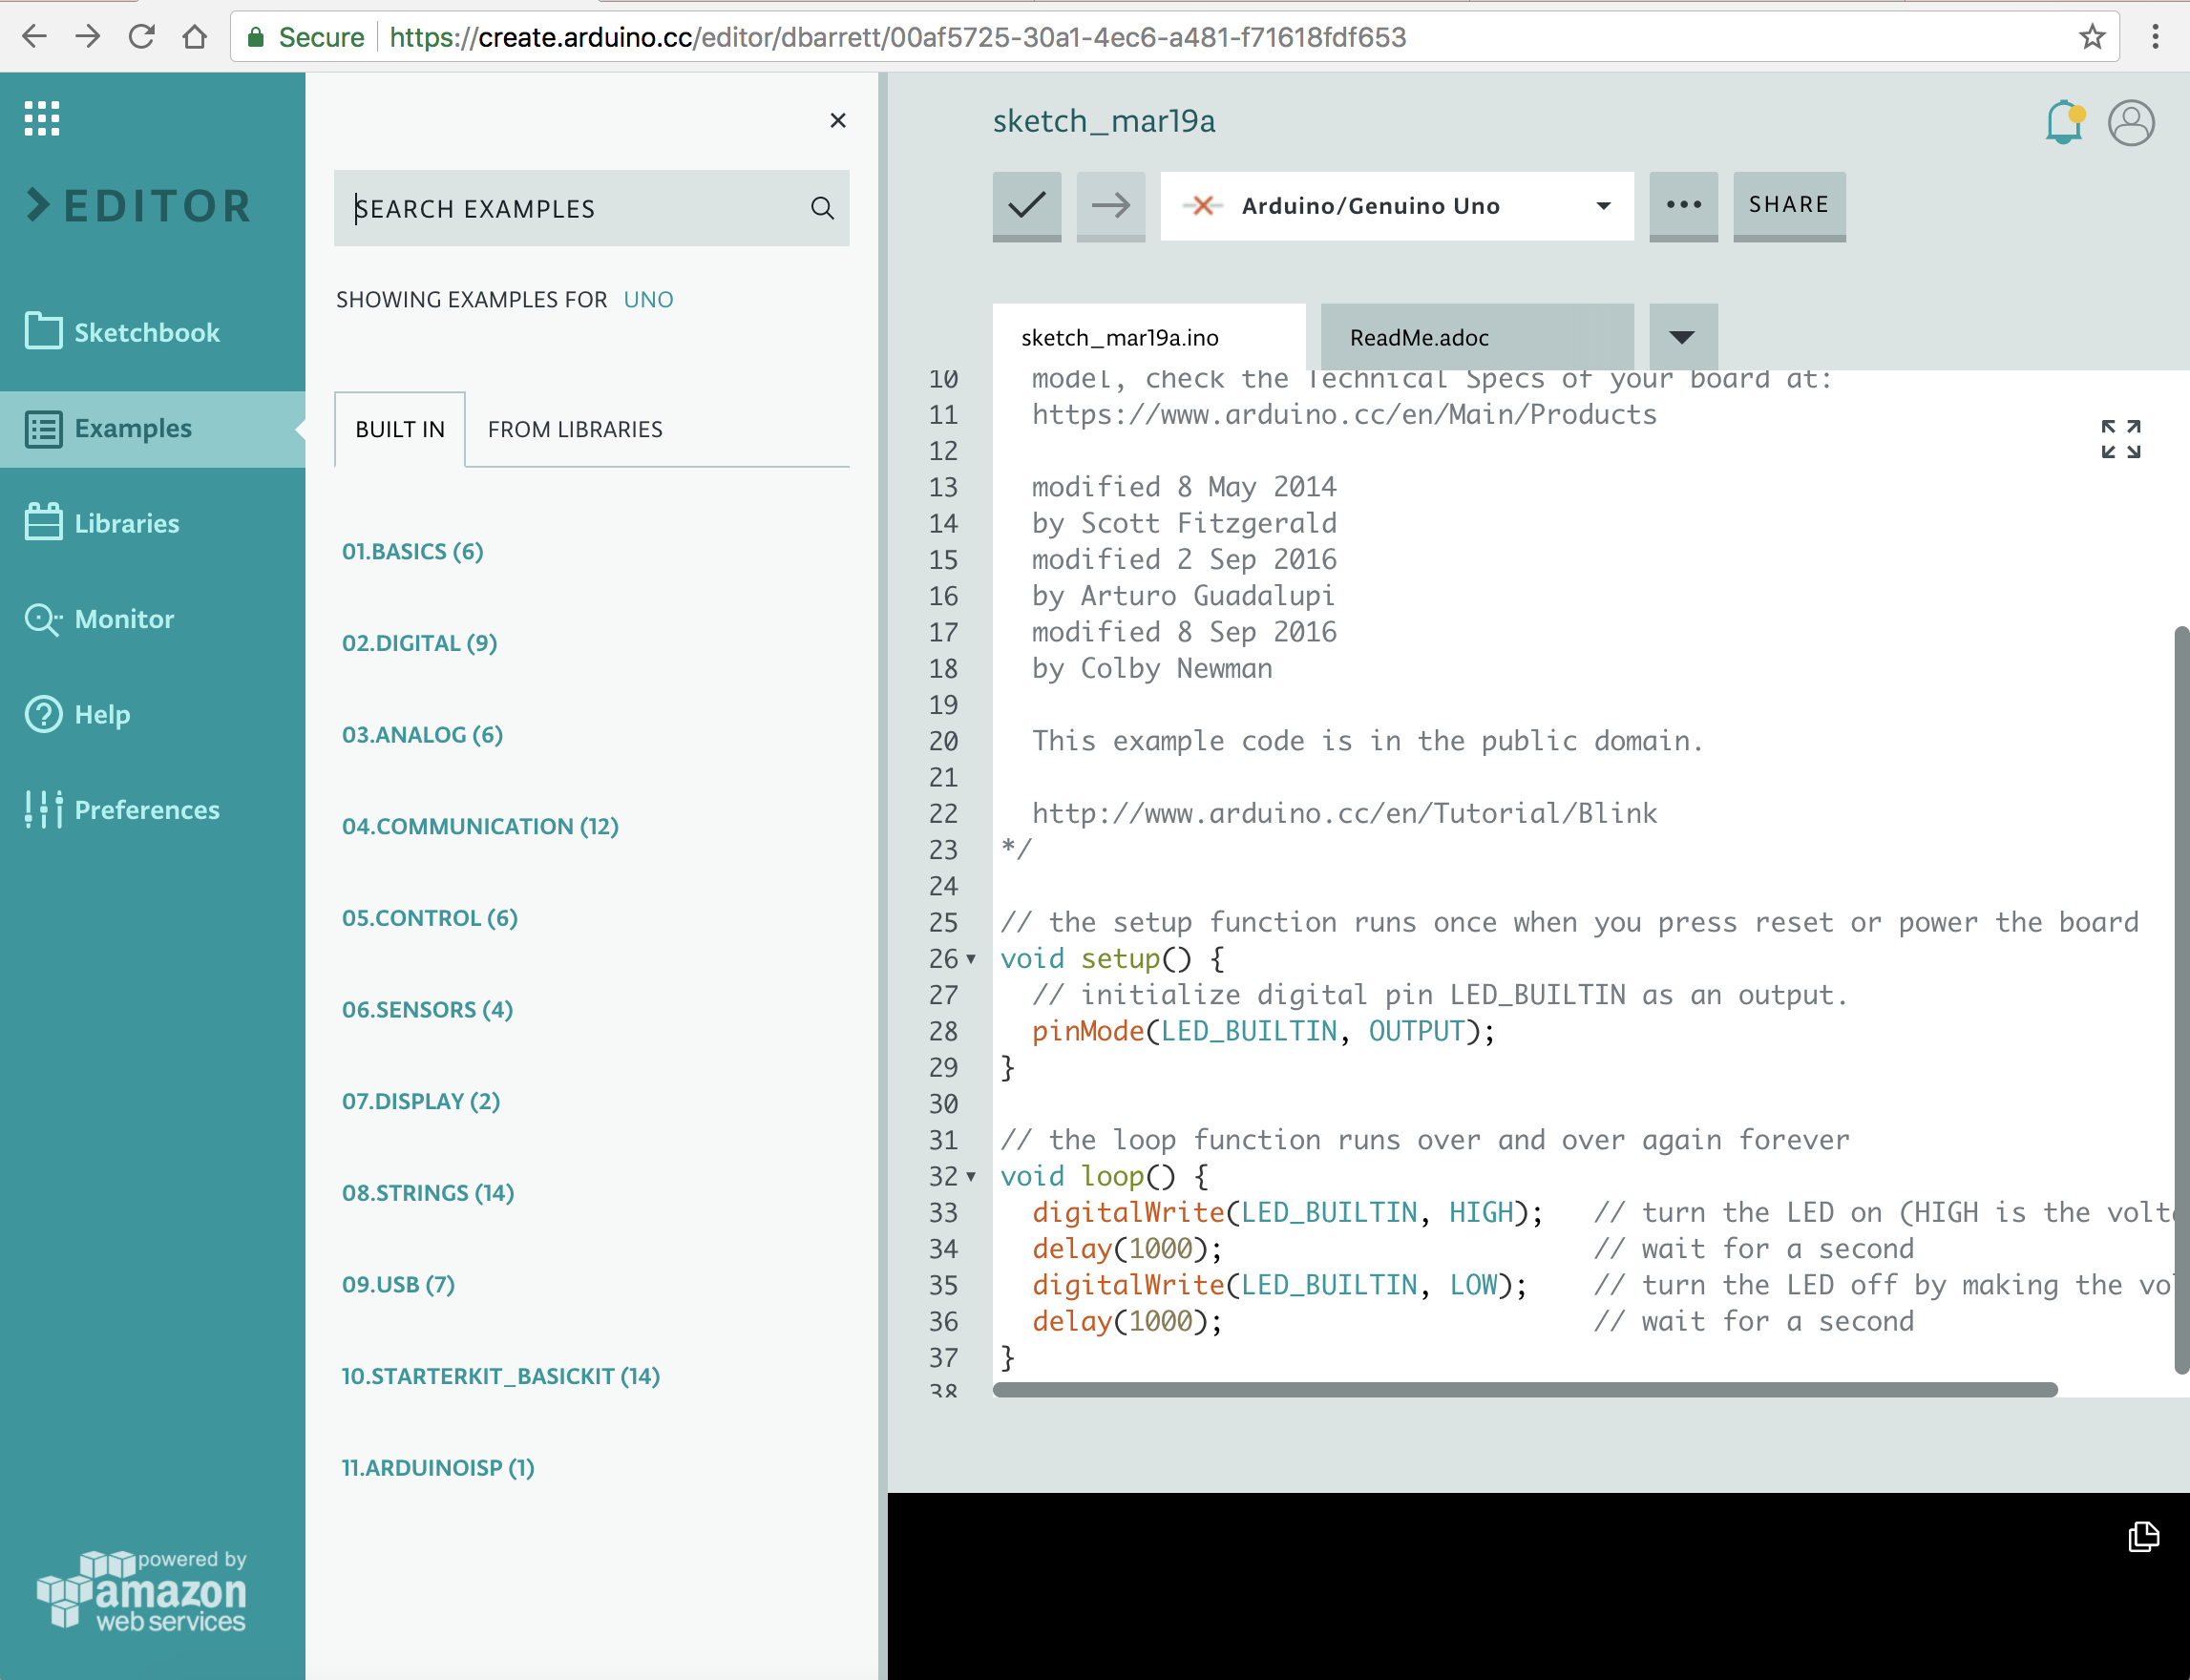 Secure https://create.arduino.cc/editor/dbarrett/00af5725-30a1-4ec6-a481-f71618fdf653
EDITOR
Sketchbook
Examples
Libraries
Monitor
Help
Preferences
powered by
amazon
web services
SEARCH EXAMPLES
SHOWING EXAMPLES FOR UNO
BUILT IN FROM LIBRARIES
01.BASICS (6)
02.DIGITAL (9)
03.ANALOG (6)
04.COMMUNICATION (12)
05.CONTROL (6)
06.SENSORS (4)
07.DISPLAY (2)
08.STRINGS (14)
09.USB (7)
10.STARTERKIT_BASICKIT (14)
11.ARDUINOISP (1)
sketch_mar19a
Arduino/Genuino Uno
SHARE
sketch_mar19a.ino ReadMe.adoc
10 model, check the Technical Specs of your board at:
11 https://www.arduino.cc/en/Main/Products
12
13 modified 8 May 2014
14 by Scott Fitzgerald
15 modified 2 Sep 2016
16 by Arturo Guadalupi
17 modified 8 Sep 2016
18 by Colby Newman
19
20 This example code is in the public domain.
21
22 http://www.arduino.cc/en/Tutorial/Blink
23 */
24
25 // the setup function runs once when you press reset or power the board
26 void setup() {
27 // initialize digital pin LED_BUILTIN as an output.
28 pinMode(LED_BUILTIN, OUTPUT);
29 }
30
31 // the loop function runs over and over again forever
32 void loop() {
33 digitalWrite(LED_BUILTIN, HIGH); // turn the LED on (HIGH is the
34 delay(1000); // wait for a second
35 digitalWrite(LED_BUILTIN, LOW); // turn the LED off by making the
36 delay(1000); // wait for a second
37 }
38